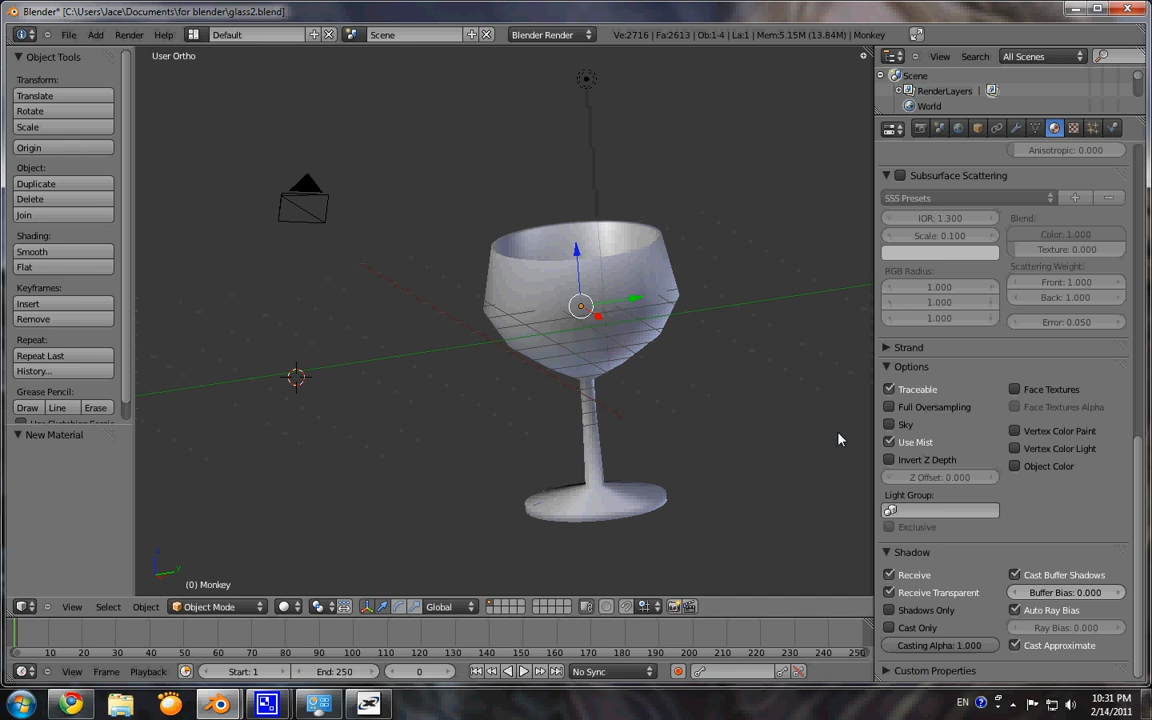 Blender* [C:\Users\Jace\Documents\for blender\glass2.blend]
File Add Render Help Default Scene Blender Render Ve:2716 | Fa:2613 | Ob:1-4 | La:1 | Mem:5.15M (13.84M) | Monkey
Object Tools
Transform:
Translate
Rotate
Scale
Origin
Object:
Duplicate
Delete
Join
Shading:
Smooth
Flat
Keyframes:
Insert
Remove
Repeat:
Repeat Last
History...
Grease Pencil:
Draw Line Erase
New Material
User Ortho
(0) Monkey
View Select Object Object Mode Global
10 20 30 40 50 60 70 80 90 100 110 120 130 140 150 160 170 180 190 200 210 220 230 240 250
View Frame Playback Start: 1 End: 250 0 No Sync
View Search All Scenes
Scene
RenderLayers |
World
Anisotropic: 0.000
Subsurface Scattering
SSS Presets
IOR: 1.300
Scale: 0.100
RGB Radius:
1.000
1.000
1.000
Blend:
Color: 1.000
Texture: 0.000
Scattering Weight:
Front: 1.000
Back: 1.000
Error: 0.050
Strand
Options
Traceable
Full Oversampling
Sky
Use Mist
Invert Z Depth
Z Offset: 0.000
Light Group:
Exclusive
Face Textures
Face Textures Alpha
Vertex Color Paint
Vertex Color Light
Object Color
Shadow
Receive
Receive Transparent
Shadows Only
Cast Only
Casting Alpha: 1.000
Cast Buffer Shadows
Buffer Bias: 0.000
Auto Ray Bias
Ray Bias: 0.000
Cast Approximate
Custom Properties
EN
10:31 PM
2/14/2011